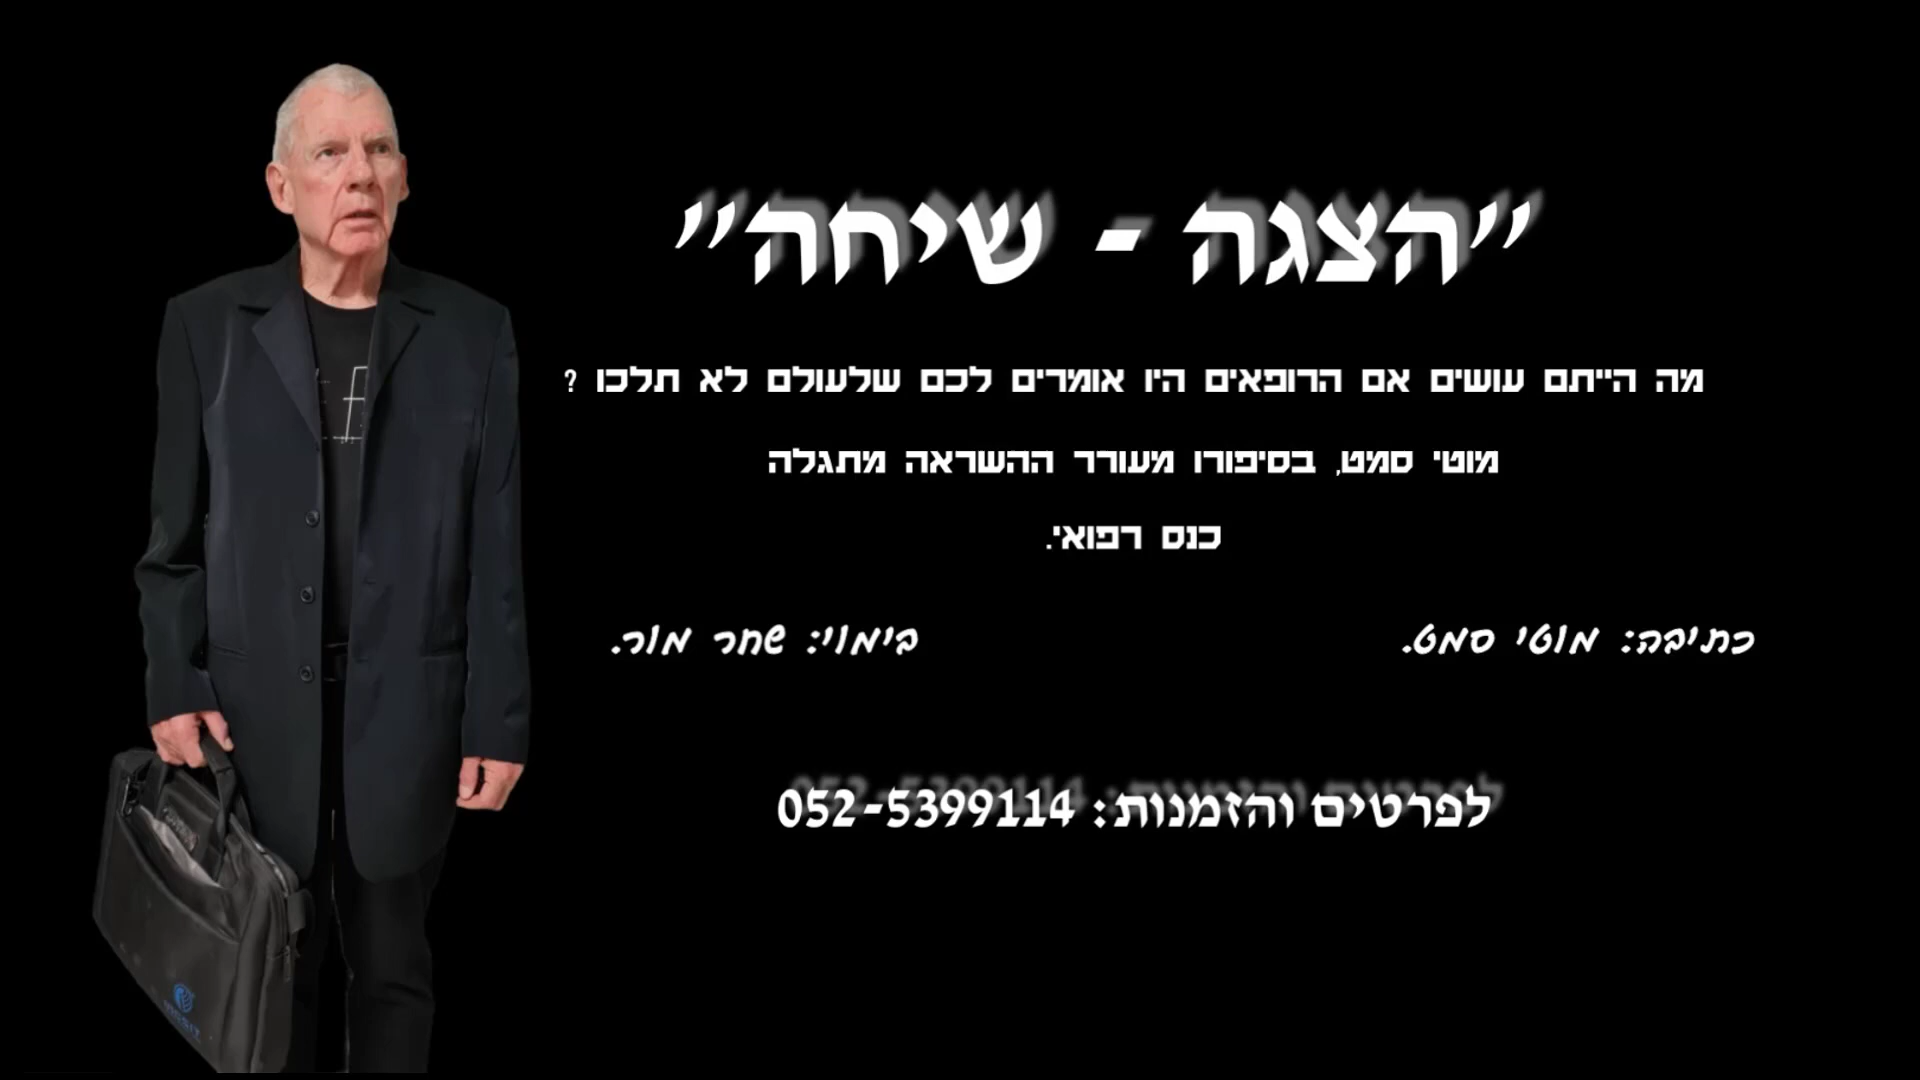 "הצגה - שיחה"
מה הייתם עושים אם הרופאים היו אומרים לכם שלעולם לא תלכו ?
מוטי סמט, בסיפורו מעורר ההשראה מתגלה
כנס רפואי.
כתיבה: מוטי סמט. בימוי: שחר מור.
לפרטים והזמנות: 052-5399114